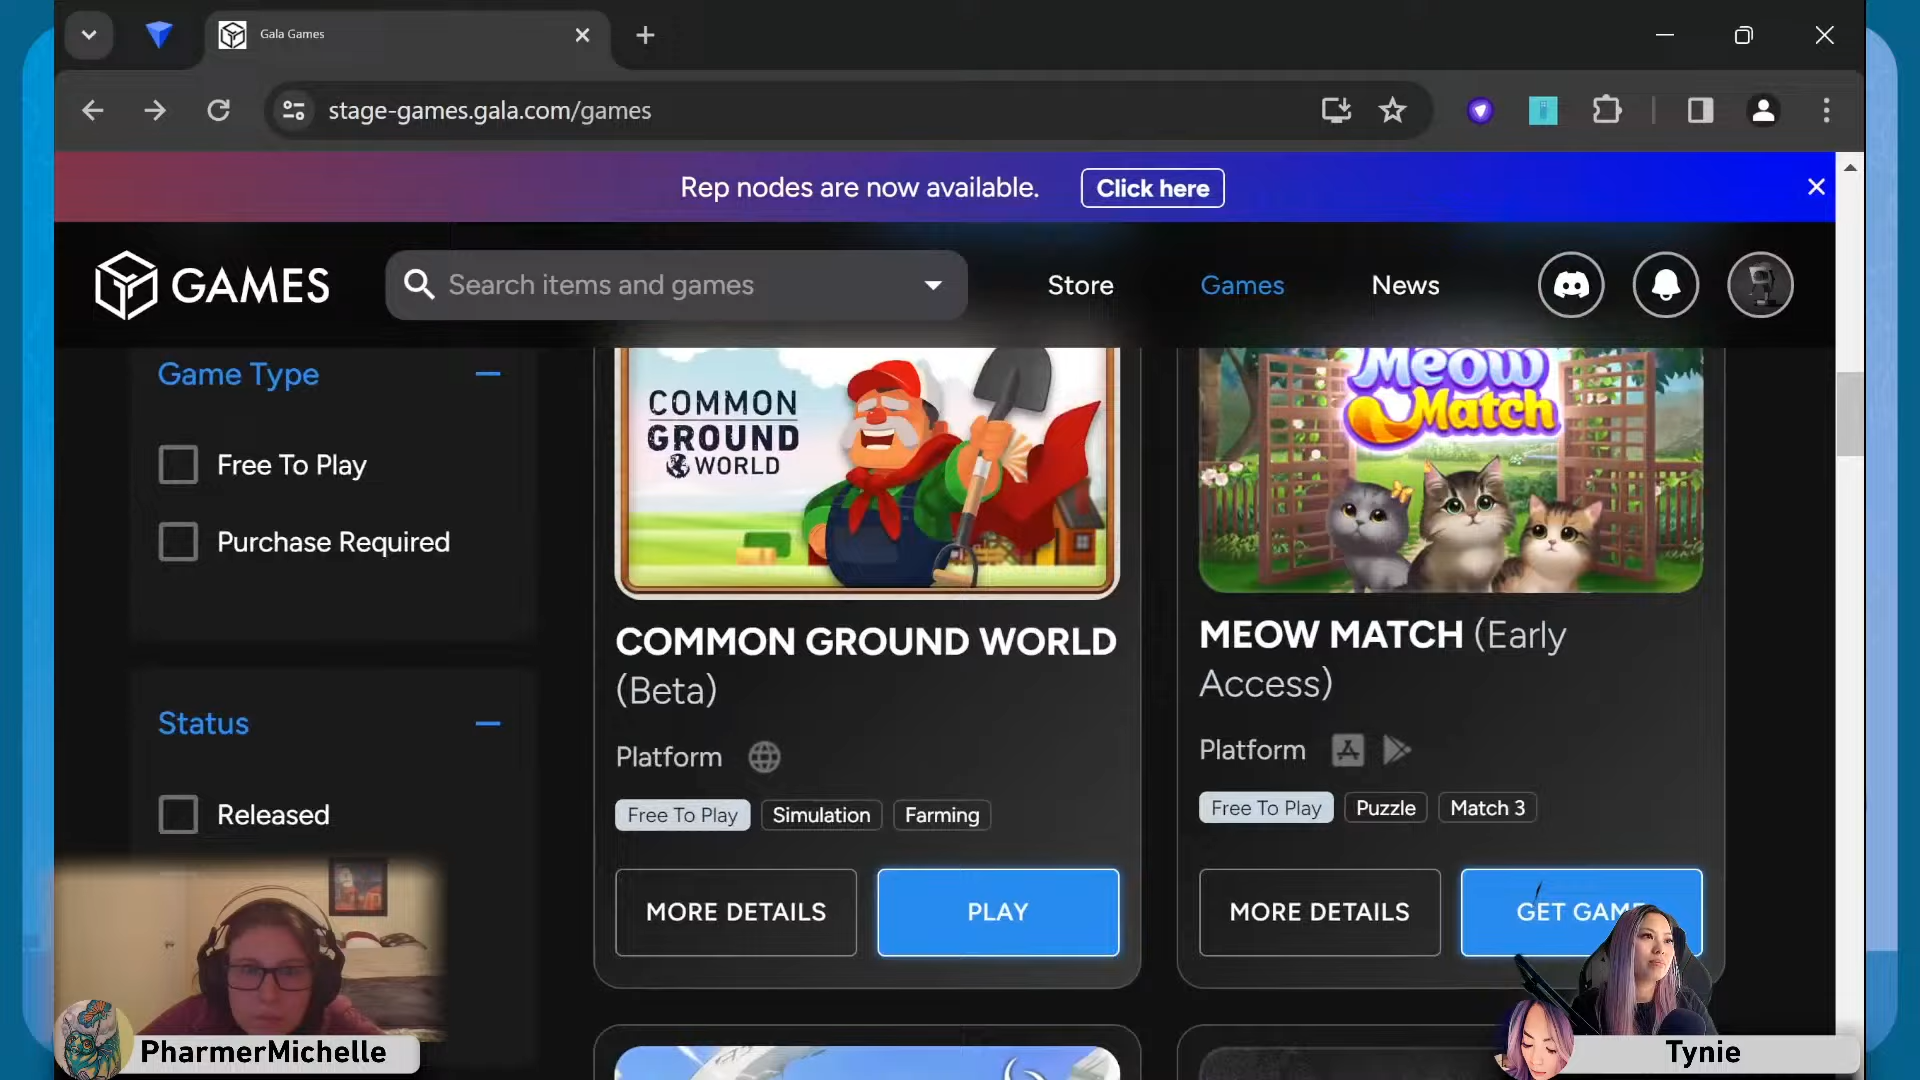 Gala Games
stage-games.gala.com/games
Rep nodes are now available.
Click here
GAMES
Search items and games
Store
Games
News
Game Type
Free To Play
Purchase Required
Status
Released
COMMON
GROUND
WORLD
COMMON GROUND WORLD
(Beta)
Platform
Free To Play
Simulation
Farming
MORE DETAILS
PLAY
Meow
Match
MEOW MATCH (Early
Access)
Platform
Free To Play
Puzzle
Match 3
MORE DETAILS
GET GAME
PharmerMichelle
Tynie